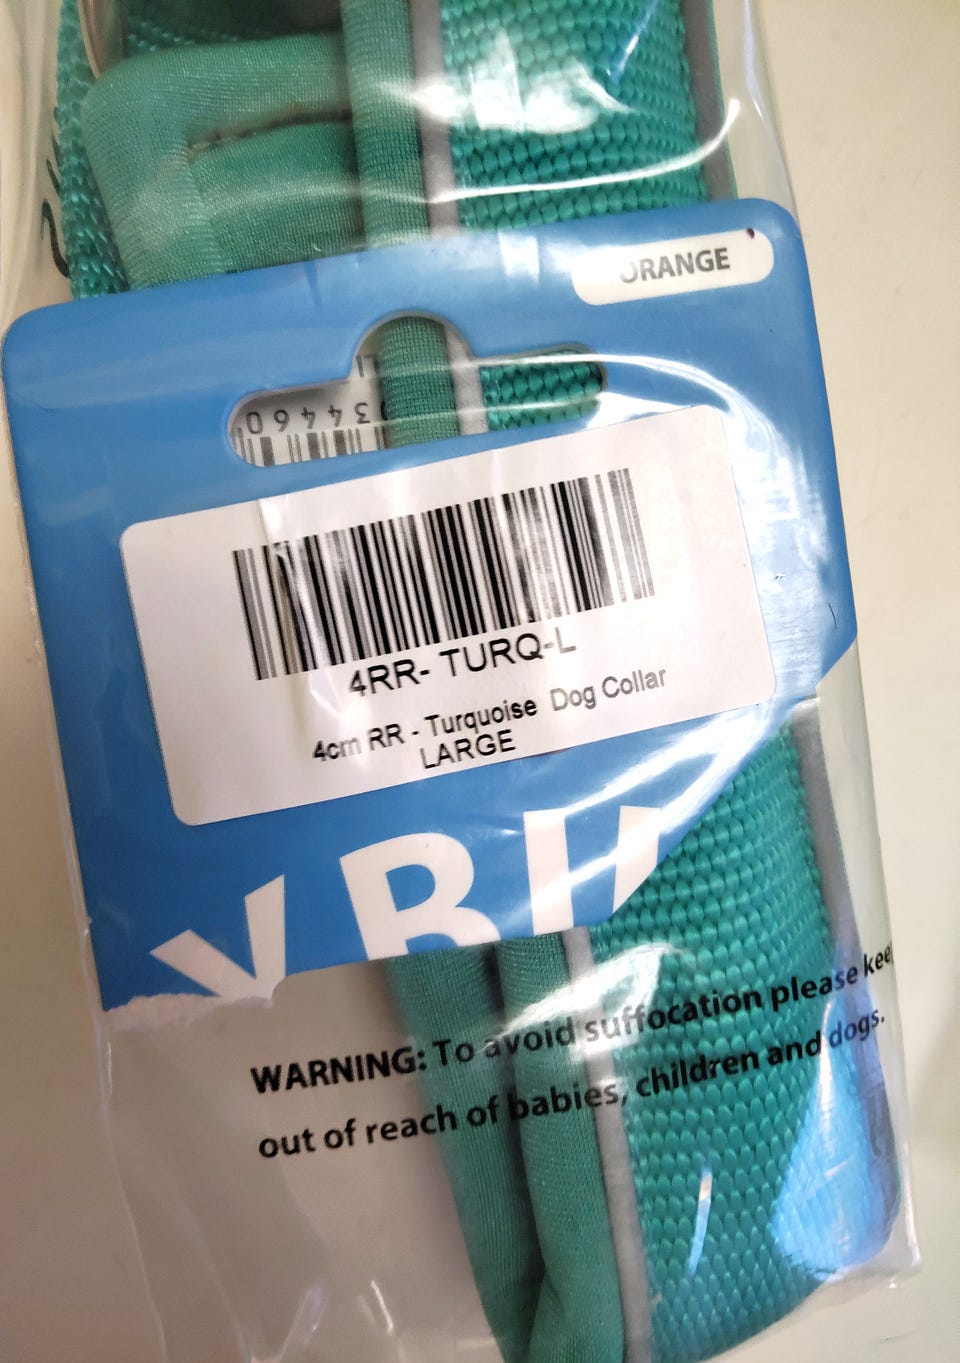 ORANGE
03446
4RR- TURQ-L
4cm RR - Turquoise Dog Collar
LARGE
WARNING: To avoid suffocation please keep
out of reach of babies, children and dogs.